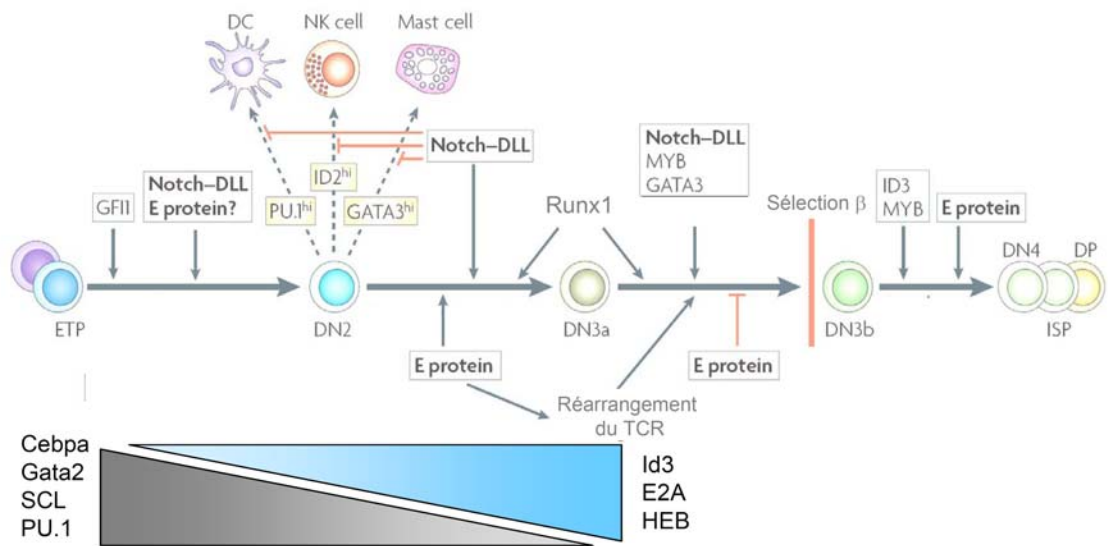 DC
NK cell
Mast cell
Notch–DLL
Notch–DLL
MYB
GATA3
ID2hi
PU.1hi
GATA3hi
GFI1
Notch–DLL
E protein?
Runx1
Sélection β
ID3
MYB
E protein
DN4
DP
ETP
DN2
DN3a
DN3b
ISP
E protein
E protein
Réarrangement
du TCR
Cebpa
Gata2
SCL
PU.1
Id3
E2A
HEB